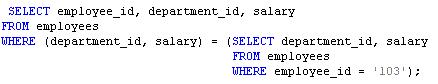 SELECT employee_id, department_id, salary
FROM employees
WHERE (department_id, salary) = (SELECT department_id, salary
FROM employees
WHERE employee_id = '103');